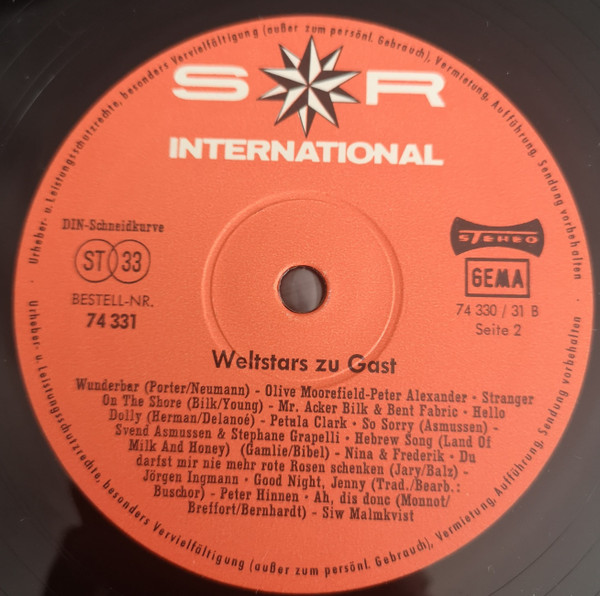 Urheber- u. Leistungsschutzrechte, besonders Vervielfältigung (außer zum persönl. Gebrauch), Vermietung, Aufführung, Sendung vorbehalten
S R
INTERNATIONAL
DIN-Schneidkurve
ST 33
BESTELL-NR.
74 331
STEREO
GEMA
74 330 / 31 B
Seite 2
Weltstars zu Gast
Wunderbar (Porter/Neumann) - Olive Moorefield-Peter Alexander · Stranger
On The Shore (Bilk/Young) - Mr. Acker Bilk & Bent Fabric · Hello
Dolly (Herman/Delanoé) - Petula Clark · So Sorry (Asmussen) -
Svend Asmussen & Stephane Grapelli · Hebrew Song (Land Of
Milk And Honey) (Gamlie/Bibel) - Nina & Frederik · Du
darfst mir nie mehr rote Rosen schenken (Jary/Balz) -
Jörgen Ingmann · Good Night, Jenny (Trad./Bearb.:
Buschor) - Peter Hinnen · Ah, dis donc (Monnot/
Breffort/Bernhardt) - Siw Malmkvist
Urheber- u. Leistungsschutzrechte, besonders Vervielfältigung (außer zum persönl. Gebrauch), Vermietung, Aufführung, Sendung vorbehalten